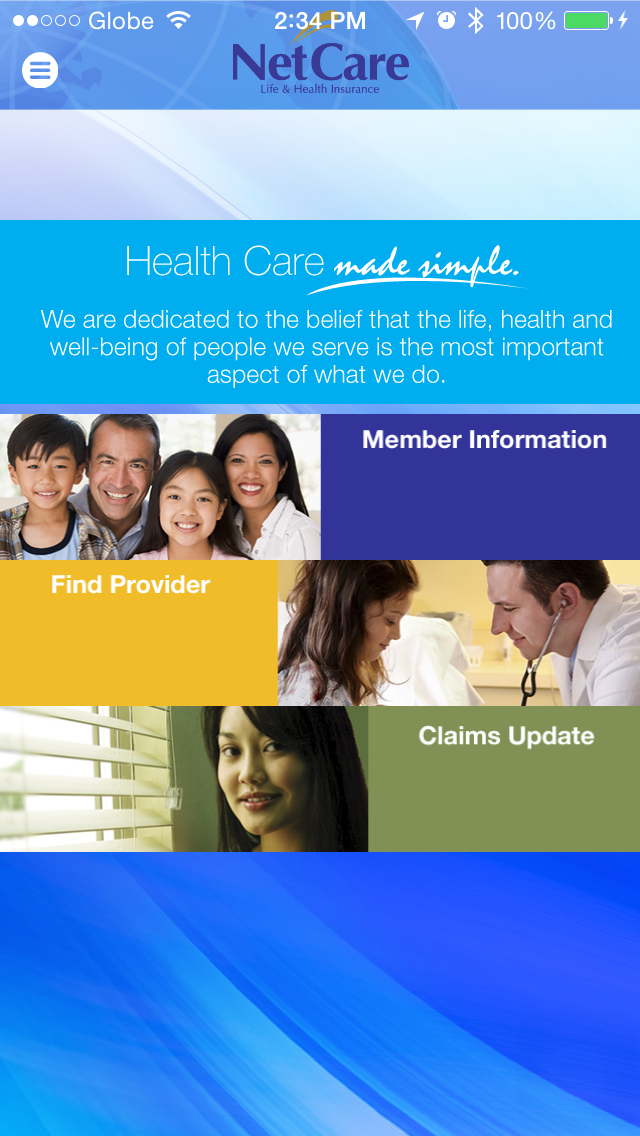 Globe 2:34 PM 100%
NetCare
Life & Health Insurance
Health Care made simple.
We are dedicated to the belief that the life, health and
well-being of people we serve is the most important
aspect of what we do.
Member Information
Find Provider
Claims Update